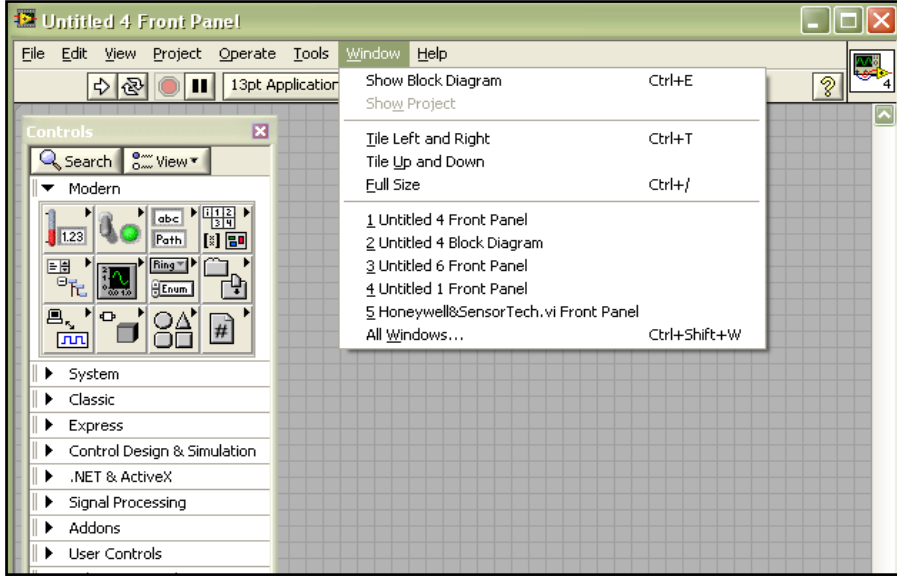 Untitled 4 Front Panel
File Edit View Project Operate Tools Window Help
13pt Application
4
Show Block Diagram Ctrl+E
Show Project
Tile Left and Right Ctrl+T
Tile Up and Down
Full Size Ctrl+/
1 Untitled 4 Front Panel
2 Untitled 4 Block Diagram
3 Untitled 6 Front Panel
4 Untitled 1 Front Panel
5 Honeywell&SensorTech.vi Front Panel
All Windows... Ctrl+Shift+W
Controls
Search View
Modern
1.23
abc
Path
1 2
3 4
Ring
Enum
#
System
Classic
Express
Control Design & Simulation
.NET & ActiveX
Signal Processing
Addons
User Controls